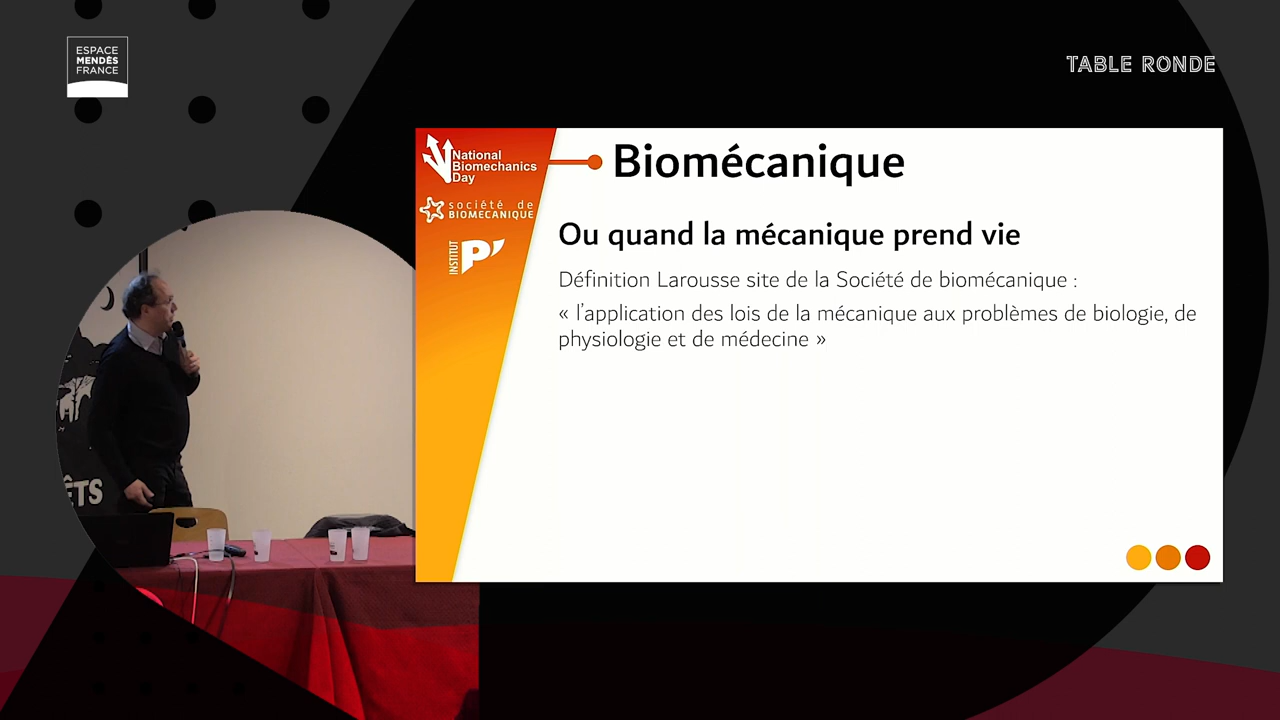 ESPACE
MENDÈS
FRANCE
TABLE RONDE
National
Biomechanics
Day
société de
BIOMECANIQUE
INSTITUT
P'
Biomécanique
Ou quand la mécanique prend vie
Définition Larousse site de la Société de biomécanique :
« l'application des lois de la mécanique aux problèmes de biologie, de
physiologie et de médecine »
ÊTS